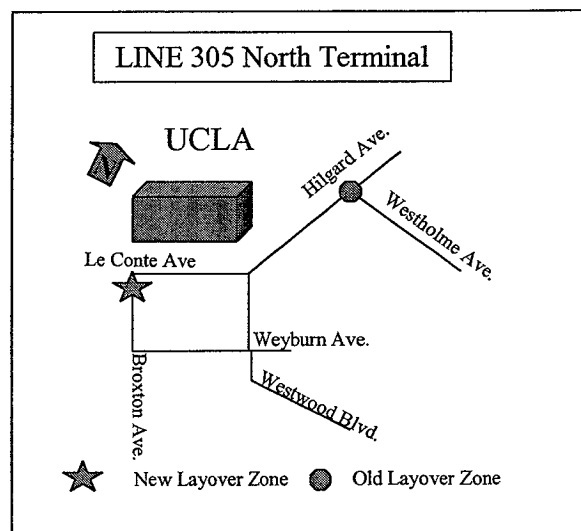 LINE 305 North Terminal
N
UCLA
Hilgard Ave.
Westholme Ave.
Le Conte Ave
Weyburn Ave.
Broxton Ave.
Westwood Blvd.
New Layover Zone
Old Layover Zone